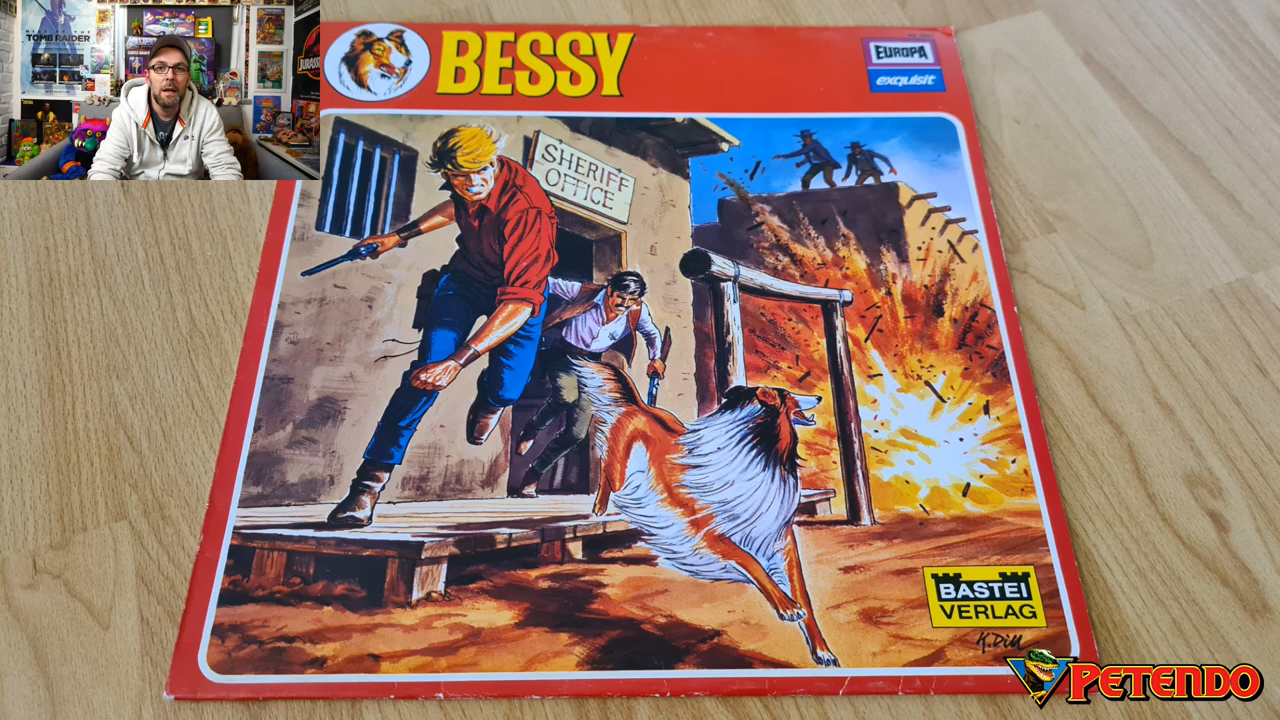 TOMB RAIDER
BESSY
EUROPA
exquisit
SHERIFF
OFFICE
BASTEI
VERLAG
K. Dill
PETENDO